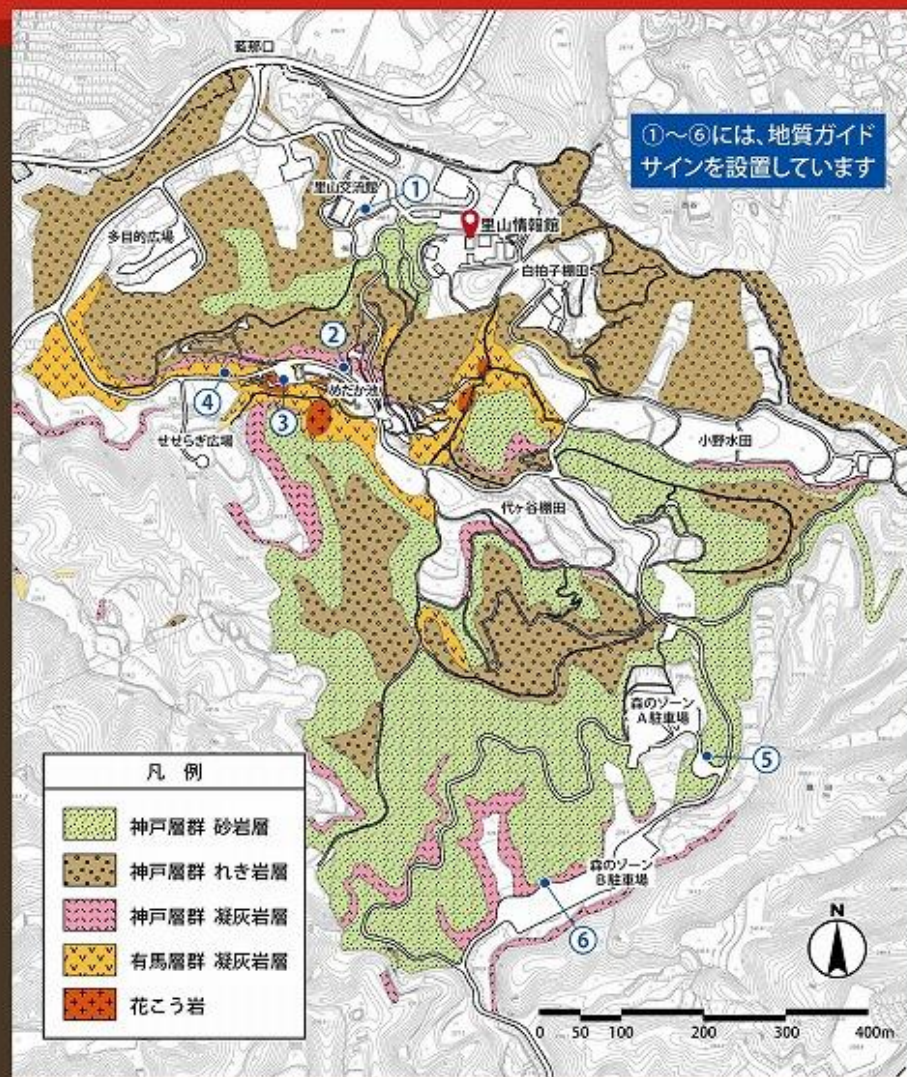 藍那口
①～⑥には、地質ガイド
サインを設置しています
①
里山交流館
里山情報館
多目的広場
白拍子棚田
②
めだか池
④
③
せせらぎ広場
小野水田
代ヶ谷棚田
森のゾーン
A駐車場
⑤
森のゾーン
B駐車場
⑥
凡 例
神戸層群 砂岩層
神戸層群 れき岩層
神戸層群 凝灰岩層
有馬層群 凝灰岩層
花こう岩
N
0 50 100 200 300 400m